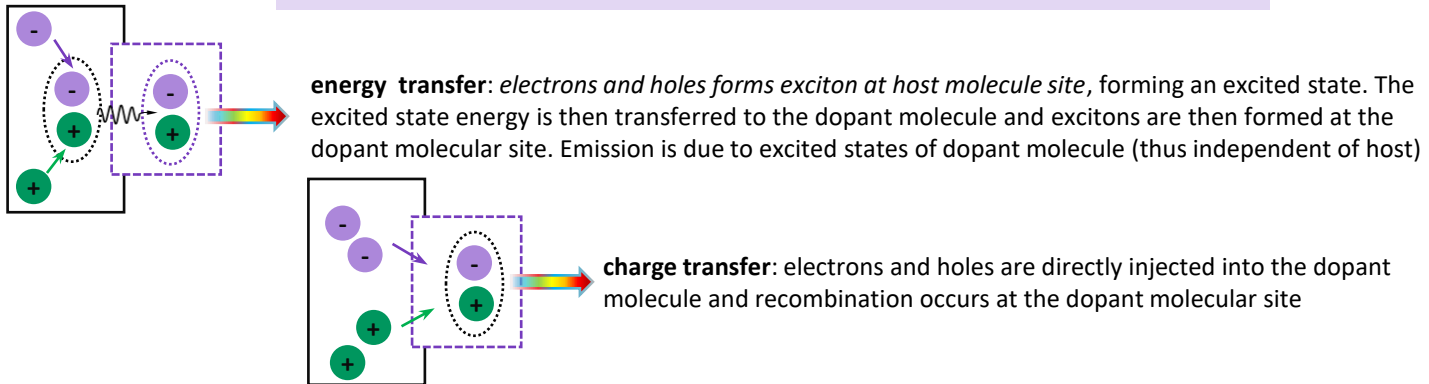 -
-
-
+
+
+
energy transfer: electrons and holes forms exciton at host molecule site, forming an excited state. The
excited state energy is then transferred to the dopant molecule and excitons are then formed at the
dopant molecular site. Emission is due to excited states of dopant molecule (thus independent of host)
-
-
-
+
+
+
charge transfer: electrons and holes are directly injected into the dopant
molecule and recombination occurs at the dopant molecular site